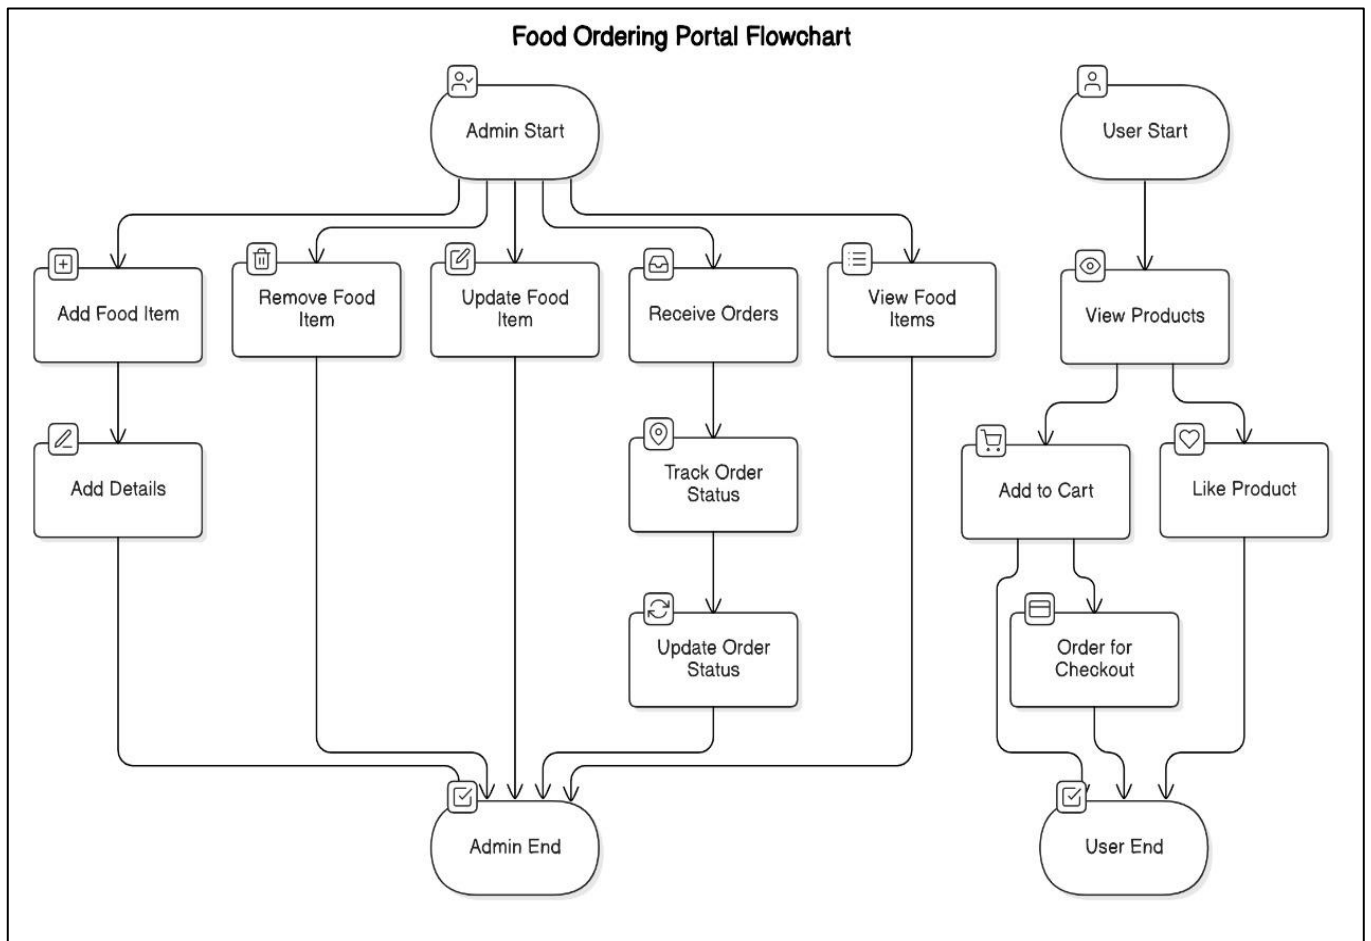 Food Ordering Portal Flowchart
Admin Start
User Start
Add Food Item
Remove Food
Item
Update Food
Item
Receive Orders
View Food
Items
View Products
Add Details
Track Order
Status
Add to Cart
Like Product
Update Order
Status
Order for
Checkout
Admin End
User End